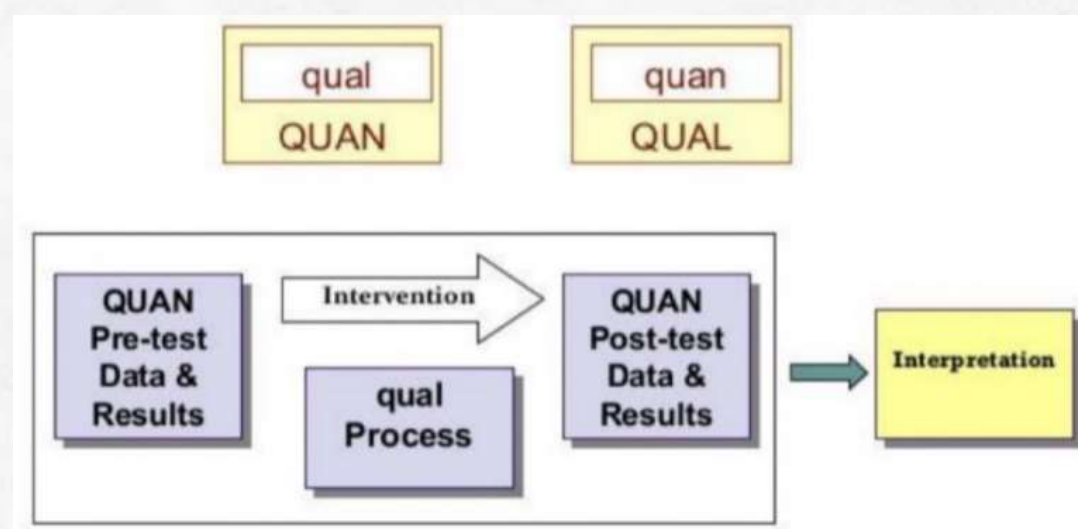 qual
QUAN
quan
QUAL
QUAN
Pre-test
Data &
Results
Intervention
qual
Process
QUAN
Post-test
Data &
Results
Interpretation